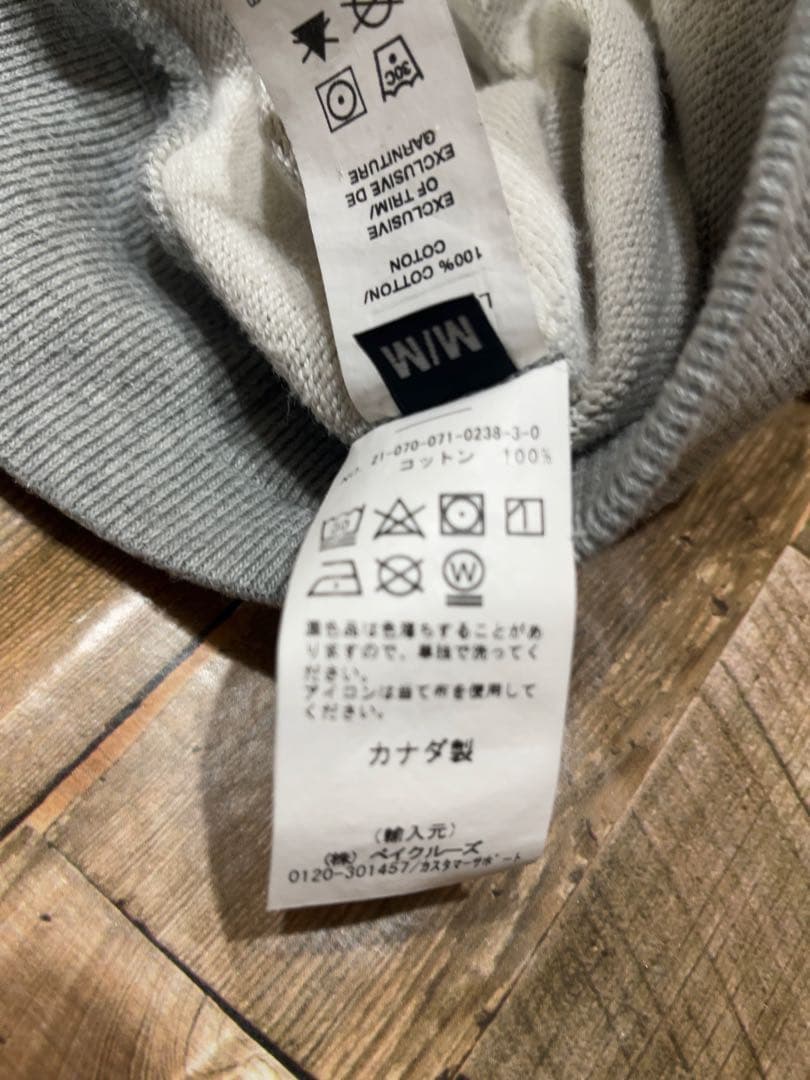 30C
100% COTTON/
COTON
EXCLUSIVE
OF TRIM/
EXCLUSIVE DE
GARNITURE
M/M
NO. 21-070-071-0238-3-0
コットン 100%
30
W
濃色品は色落ちすることがあ
りますので、単独で洗ってく
ださい。
アイロンは当て布を使用して
ください。
カナダ製
(輸入元)
(株) ベイクルーズ
0120-301457/カスタマーサポート